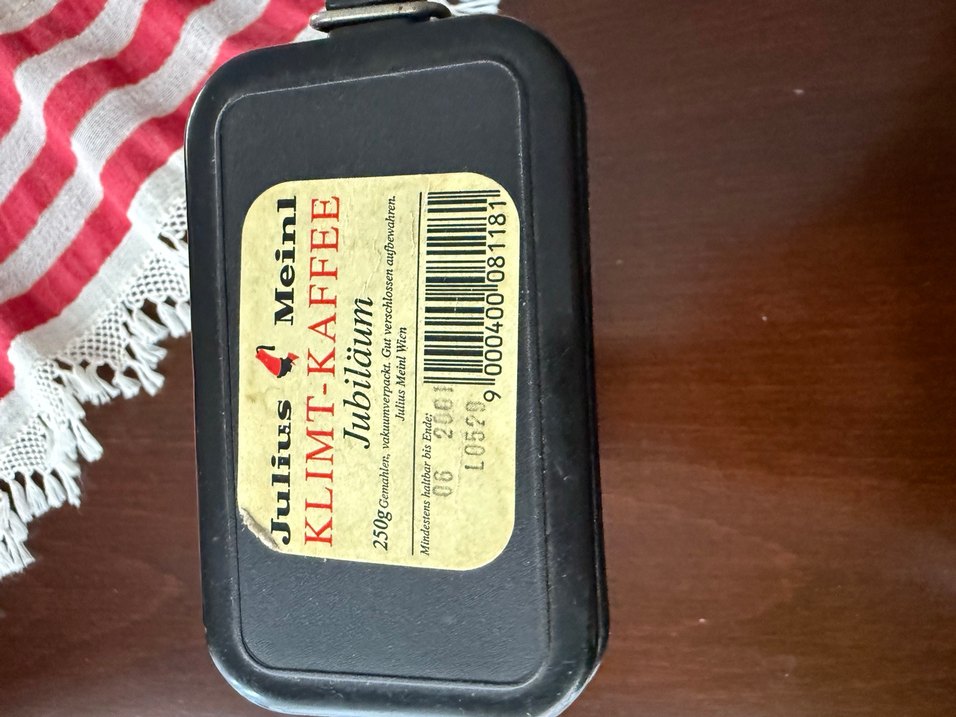 Julius Meinl
KLIMT-KAFFEE
Jubiläum
250g Gemahlen, vakuumverpackt. Gut verschlossen aufbewahren.
Julius Meinl Wien
Mindestens haltbar bis Ende:
06 2001
L0529
9 000400 081181